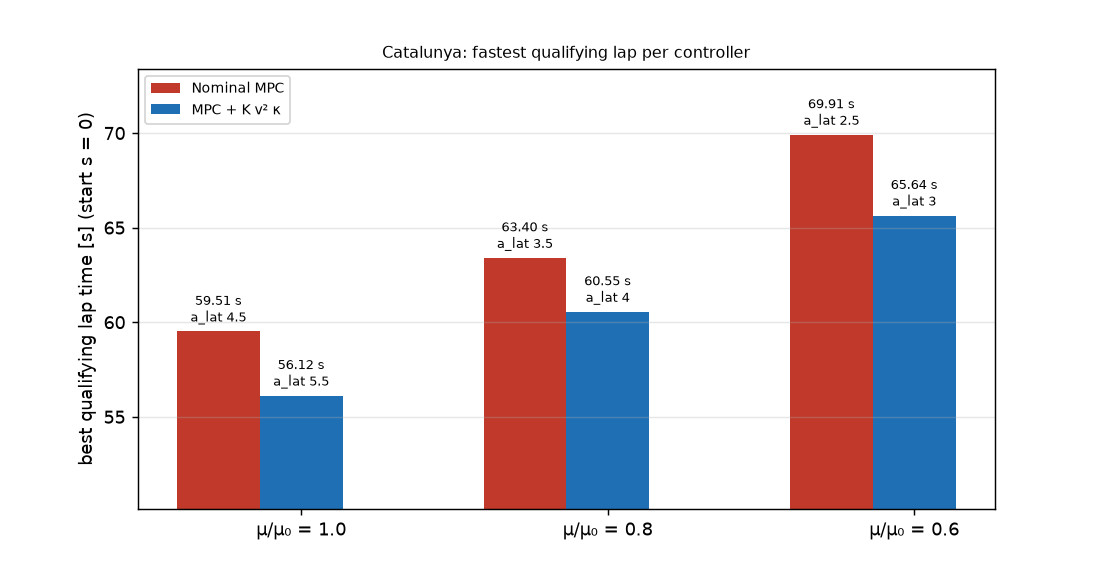 Catalunya: fastest qualifying lap per controller
Nominal MPC
MPC + K v² κ
best qualifying lap time [s] (start s = 0)
70
65
60
55
59.51 s
a_lat 4.5
56.12 s
a_lat 5.5
63.40 s
a_lat 3.5
60.55 s
a_lat 4
69.91 s
a_lat 2.5
65.64 s
a_lat 3
μ/μ₀ = 1.0
μ/μ₀ = 0.8
μ/μ₀ = 0.6